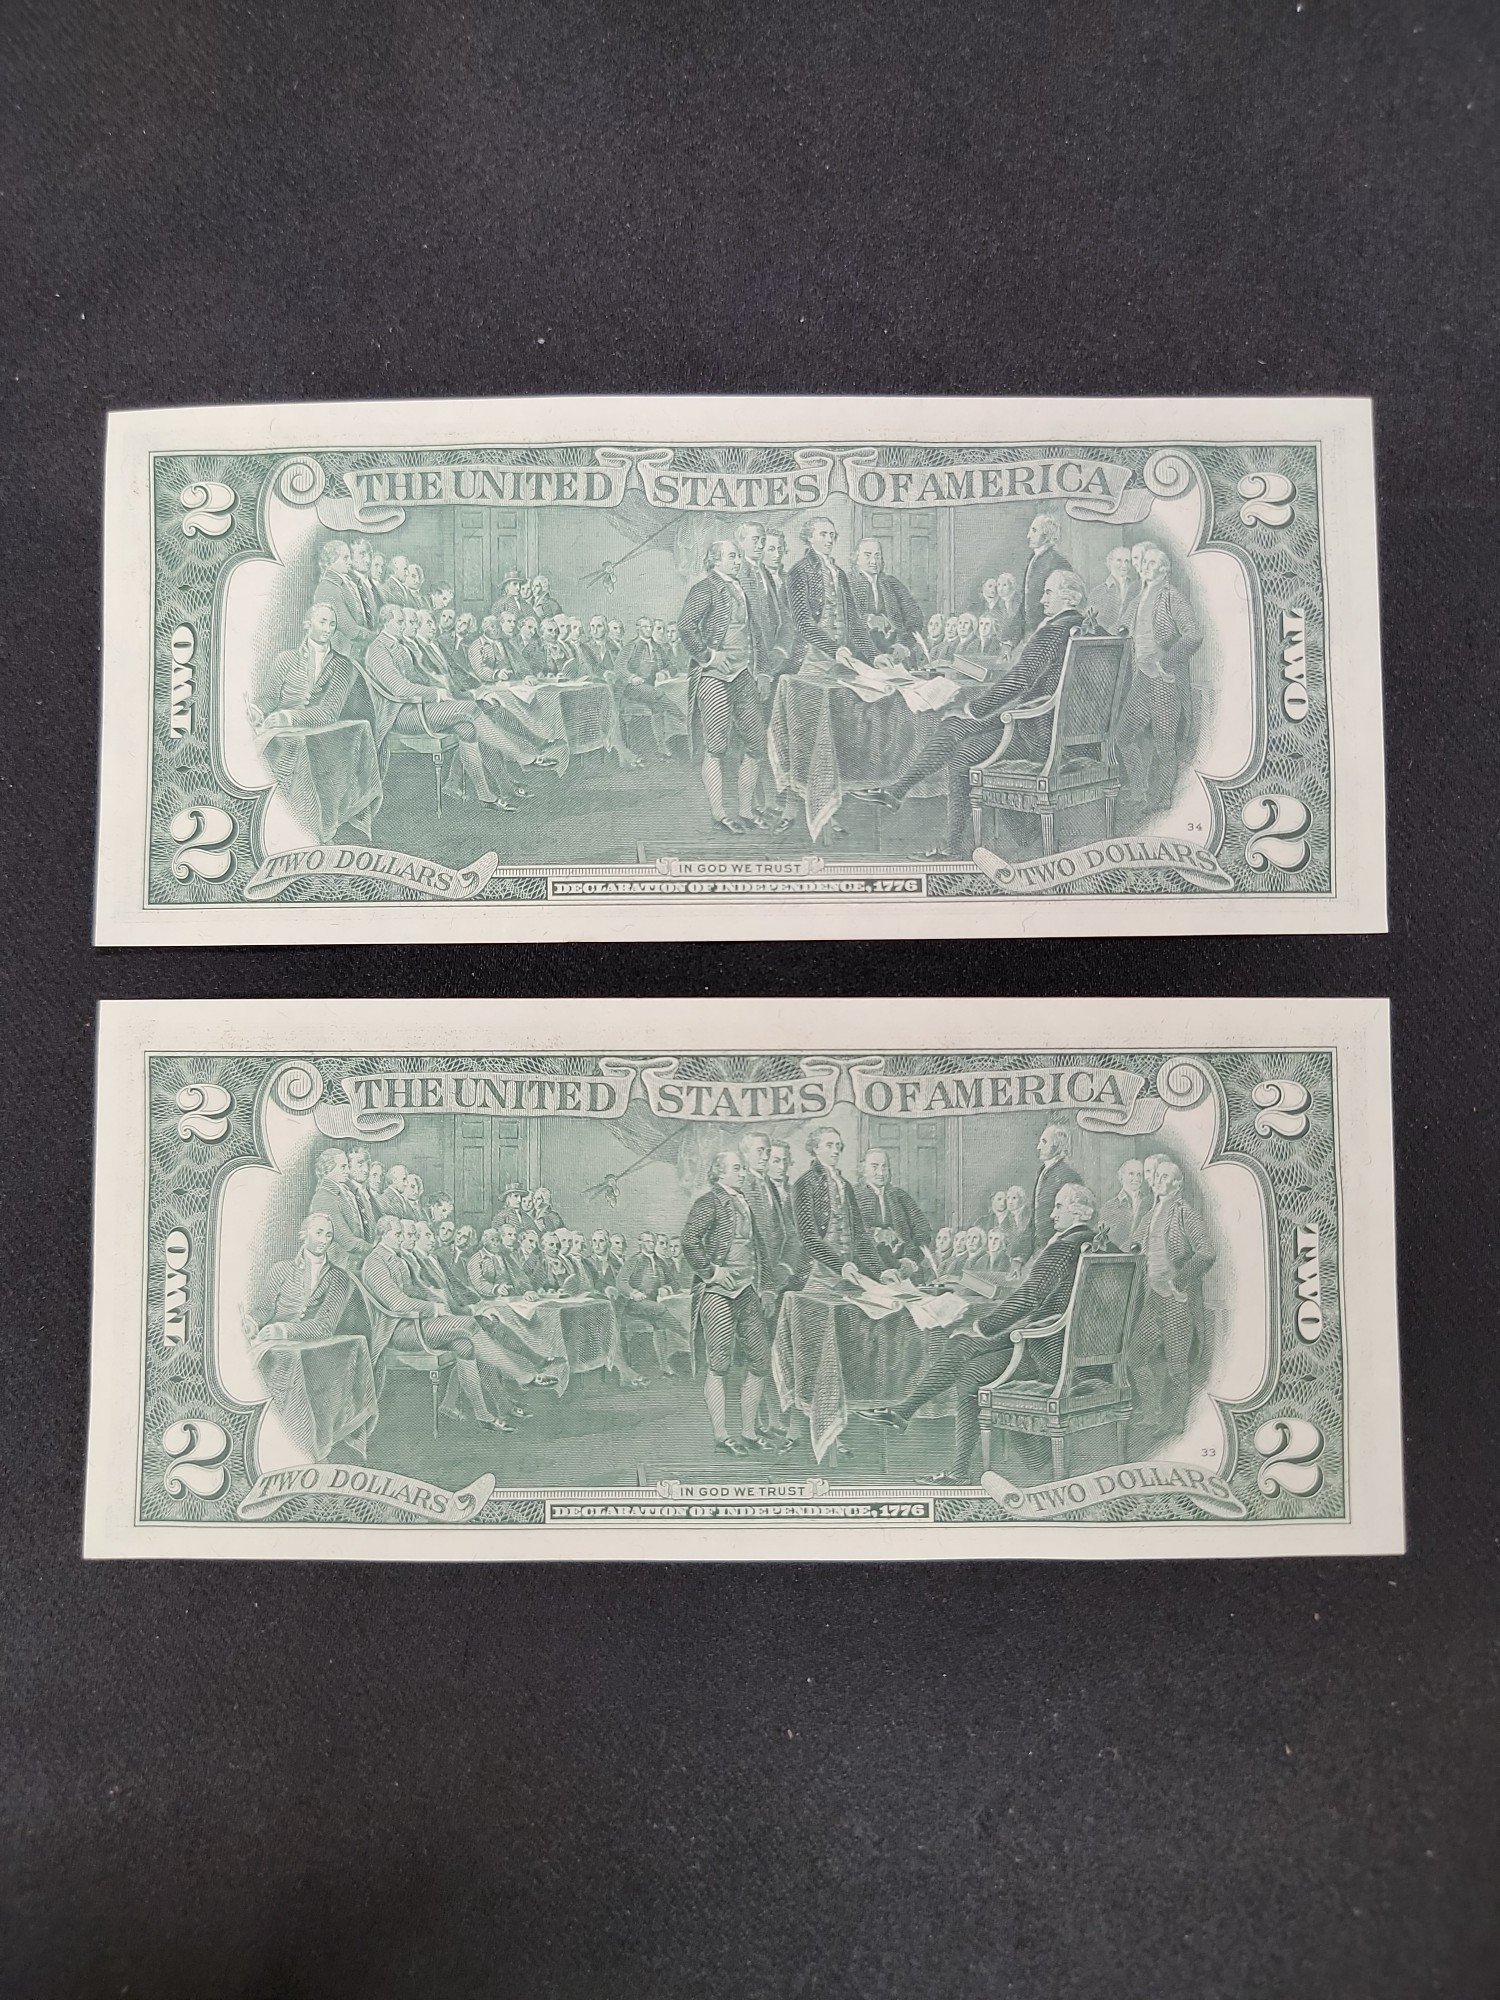 THE UNITED STATES OF AMERICA
2 2
TWO TWO
34
2 2
TWO DOLLARS IN GOD WE TRUST TWO DOLLARS
DECLARATION OF INDEPENDENCE, 1776
THE UNITED STATES OF AMERICA
2 2
TWO TWO
33
2 2
TWO DOLLARS IN GOD WE TRUST TWO DOLLARS
DECLARATION OF INDEPENDENCE, 1776